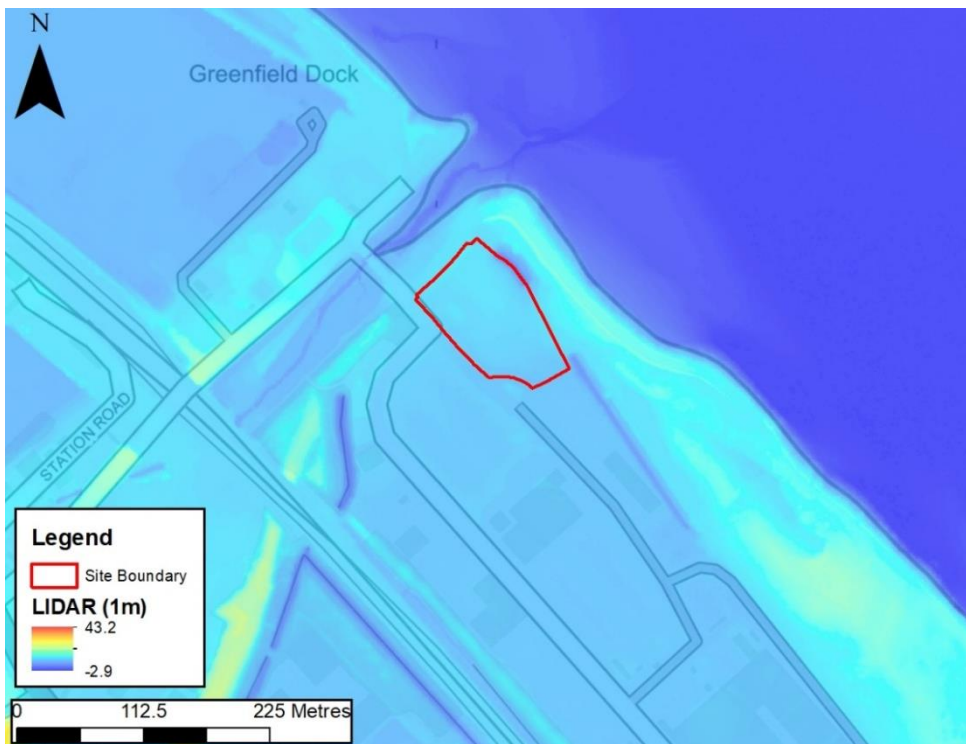 N
Greenfield Dock
STATION ROAD
Legend
Site Boundary
LIDAR (1m)
43.2
-2.9
0 112.5 225 Metres